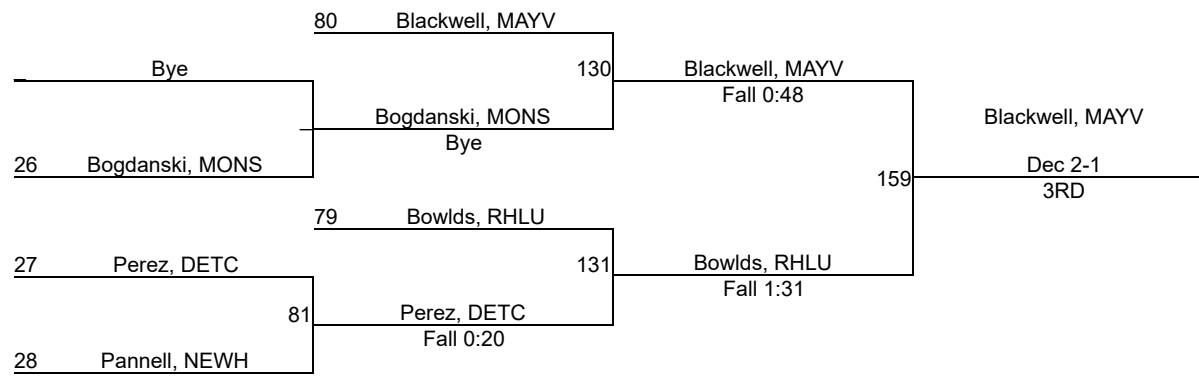 80 Blackwell, MAYV
_ Bye
130 Blackwell, MAYV
Fall 0:48
_ Bogdanski, MONS
Bye
Blackwell, MAYV
26 Bogdanski, MONS
159 Dec 2-1
3RD
79 Bowlds, RHLU
27 Perez, DETC
131 Bowlds, RHLU
Fall 1:31
81 Perez, DETC
Fall 0:20
28 Pannell, NEWH